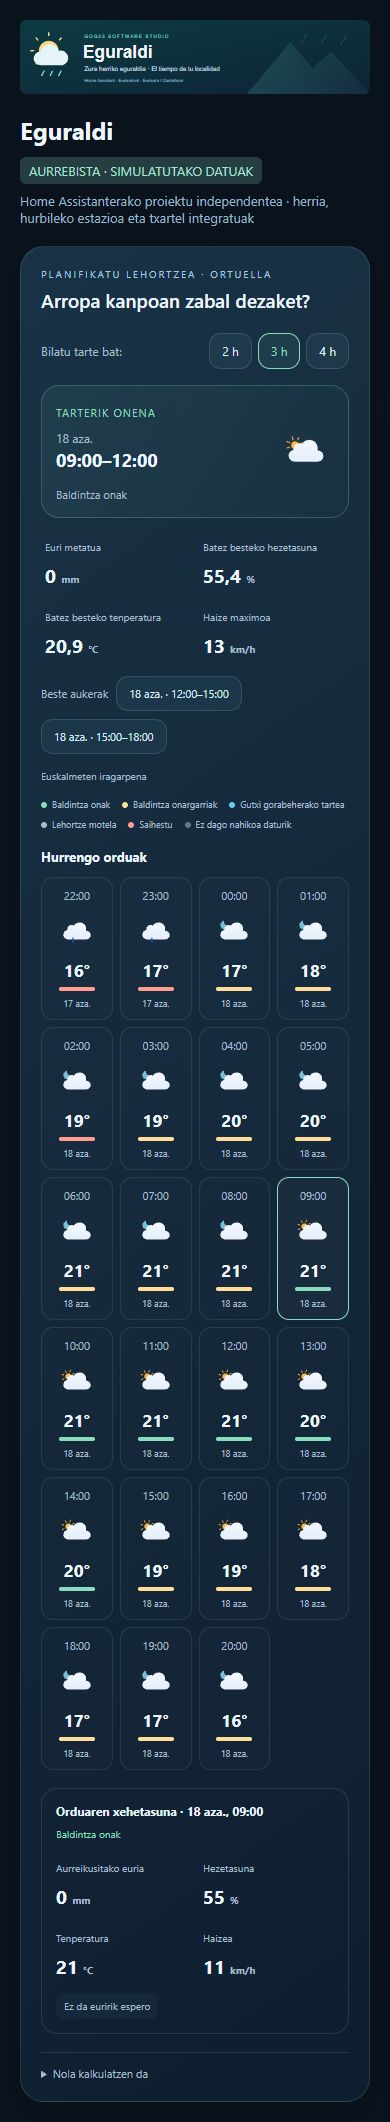 GOG23 SOFTWARE STUDIO
Eguraldi
Zure herriko eguraldia · El tiempo de tu localidad
Home Assistant · Euskalmet · Euskara / Castellano
Eguraldi
AURREBISTA · SIMULATUTAKO DATUAK
Home Assistanterako proiektu independentea · herria,
hurbileko estazioa eta txartel integratuak
PLANIFIKATU LEHORTZEA · ORTUELLA
Arropa kanpoan zabal dezaket?
Bilatu tarte bat: 2 h 3 h 4 h
TARTERIK ONENA
18 aza.
09:00–12:00
Baldintza onak
Euri metatua Batez besteko hezetasuna
0 mm 55,4 %
Batez besteko tenperatura Haize maximoa
20,9 °C 13 km/h
Beste aukerak 18 aza. · 12:00–15:00
18 aza. · 15:00–18:00
Euskalmeten iragarpena
Baldintza onak Baldintza onargarriak Gutxi gorabeherako tartea
Lehortze motela Saihestu Ez dago nahikoa daturik
Hurrengo orduak
22:00 23:00 00:00 01:00
16° 17° 17° 18°
17 aza. 17 aza. 18 aza. 18 aza.
02:00 03:00 04:00 05:00
19° 19° 20° 20°
18 aza. 18 aza. 18 aza. 18 aza.
06:00 07:00 08:00 09:00
21° 21° 21° 21°
18 aza. 18 aza. 18 aza. 18 aza.
10:00 11:00 12:00 13:00
21° 21° 21° 20°
18 aza. 18 aza. 18 aza. 18 aza.
14:00 15:00 16:00 17:00
20° 19° 19° 18°
18 aza. 18 aza. 18 aza. 18 aza.
18:00 19:00 20:00
17° 17° 16°
18 aza. 18 aza. 18 aza.
Orduaren xehetasuna · 18 aza., 09:00
Baldintza onak
Aurreikusitako euria Hezetasuna
0 mm 55 %
Tenperatura Haizea
21 °C 11 km/h
Ez da euririk espero
Nola kalkulatzen da